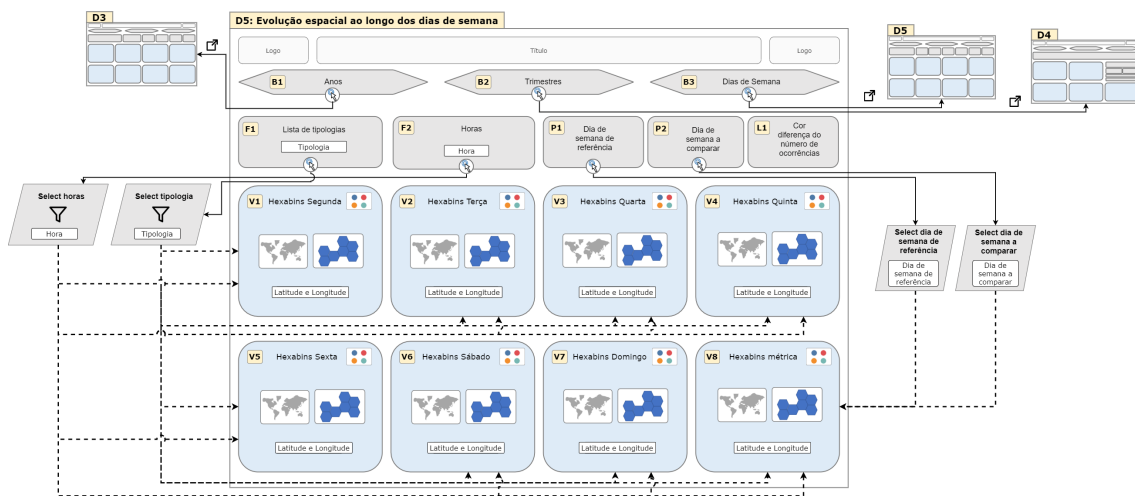 D3
D5: Evolução espacial ao longo dos dias de semana
D5
D4
Logo
Título
Logo
B1
Anos
B2
Trimestres
B3
Dias de Semana
F1
Lista de tipologias
Tipologia
F2
Horas
Hora
P1
Dia de
semana de
referência
P2
Dia de
semana a
comparar
L1
Cor
diferença do
número de
ocorrências
Select horas
Hora
Select tipologia
Tipologia
V1
Hexabins Segunda
Latitude e Longitude
V2
Hexabins Terça
Latitude e Longitude
V3
Hexabins Quarta
Latitude e Longitude
V4
Hexabins Quinta
Latitude e Longitude
Select dia de
semana de
referência
Dia de
semana de
referência
Select dia de
semana a
comparar
Dia de
semana a
comparar
V5
Hexabins Sexta
Latitude e Longitude
V6
Hexabins Sábado
Latitude e Longitude
V7
Hexabins Domingo
Latitude e Longitude
V8
Hexabins métrica
Latitude e Longitude